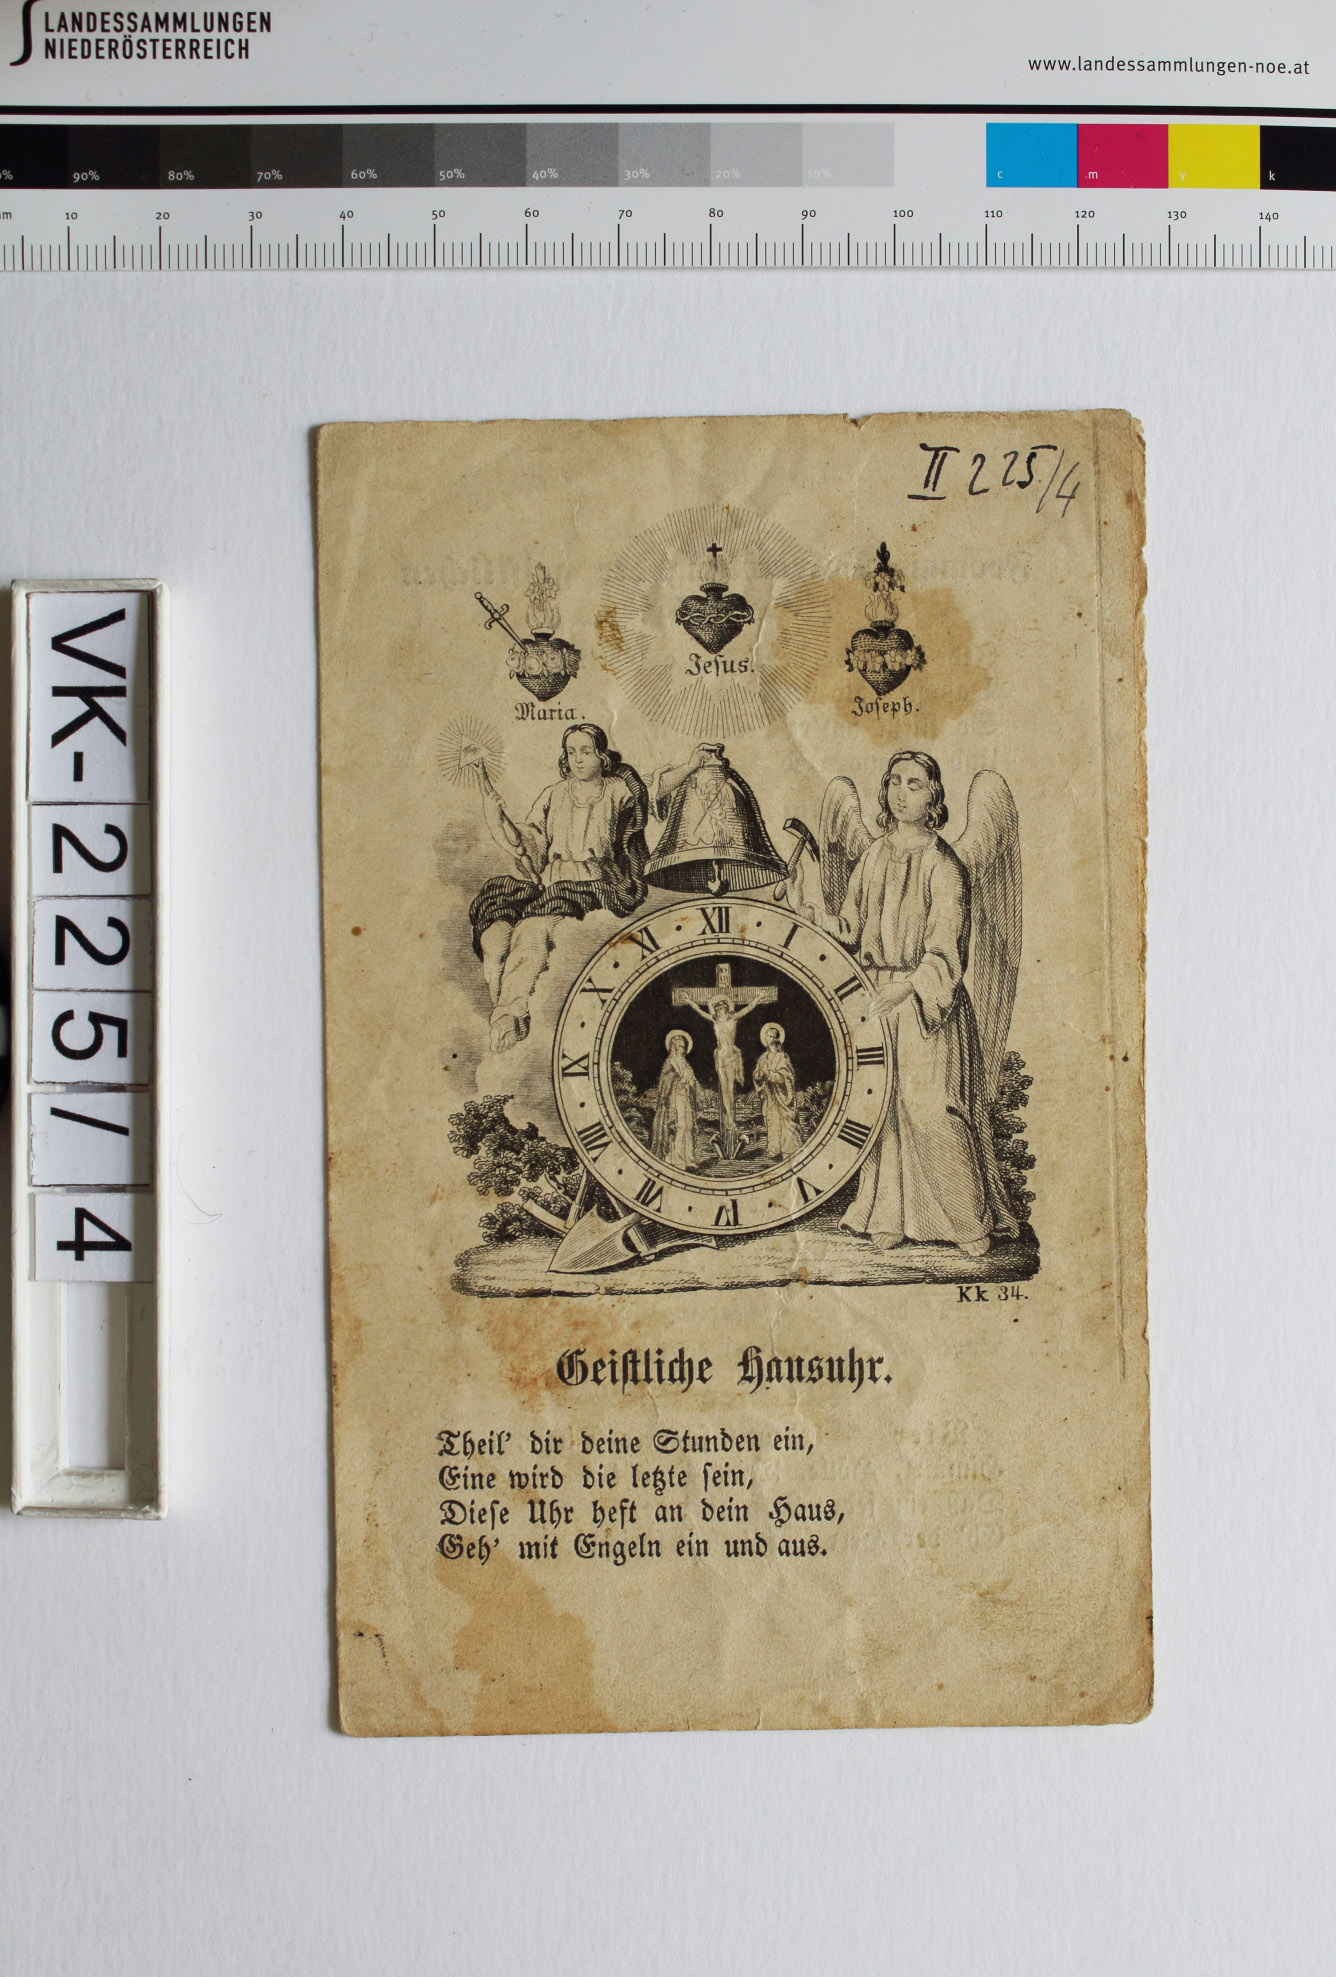 LANDESSAMMLUNGEN
NIEDERÖSTERREICH
www.landessammlungen-noe.at
90% 80% 70% 60% 50% 40% 30% 20% 10% c m y k
10 20 30 40 50 60 70 80 90 100 110 120 130 140
II 225/4
Jesus.
Maria.
Joseph.
XII I II III IIII V VI VII VIII IX X XI
Kk 34.
Geiſtliche Hausuhr.
Theil’ dir deine Stunden ein,
Eine wird die letzte ſein,
Dieſe Uhr heft an dein Haus,
Geh’ mit Engeln ein und aus.
VK-225/4